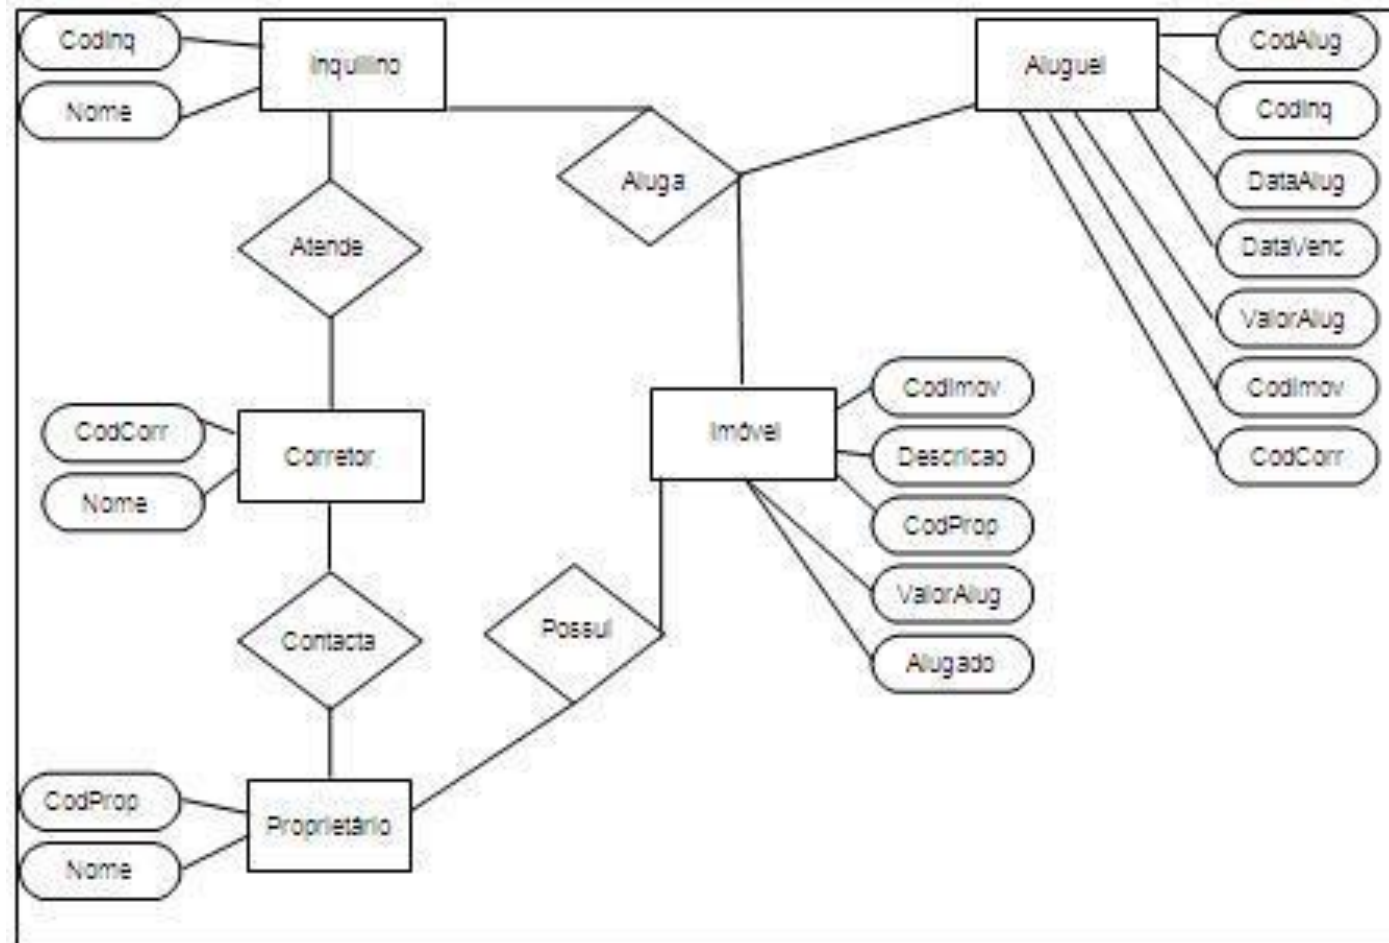 CodInq
Inquilino
Aluguel
CodAlug
Nome
CodInq
Aluga
DataAlug
Atende
DataVenc
ValorAlug
CodImov
CodImov
CodCorr
Corretor
Imóvel
Descricao
CodCorr
Nome
CodProp
ValorAlug
Contacta
Possui
Alugado
CodProp
Proprietário
Nome